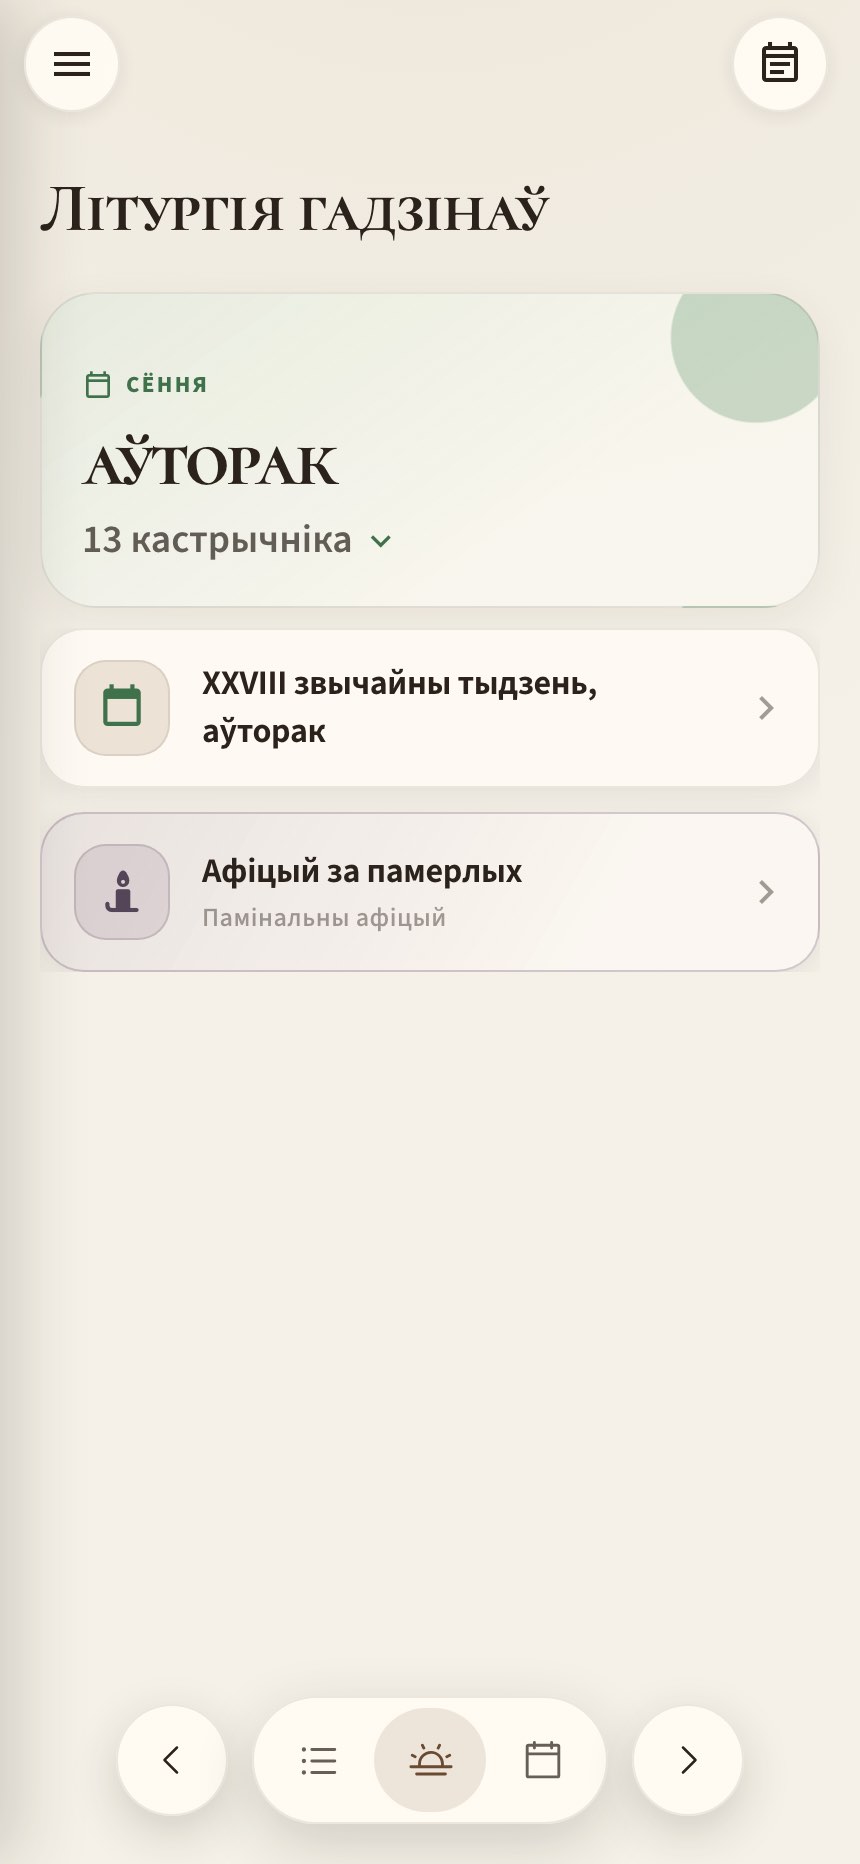 Літургія гадзінаў
СЁННЯ
АЎТОРАК
13 кастрычніка
XXVIII звычайны тыдзень,
аўторак
Афіцый за памерлых
Памінальны афіцый